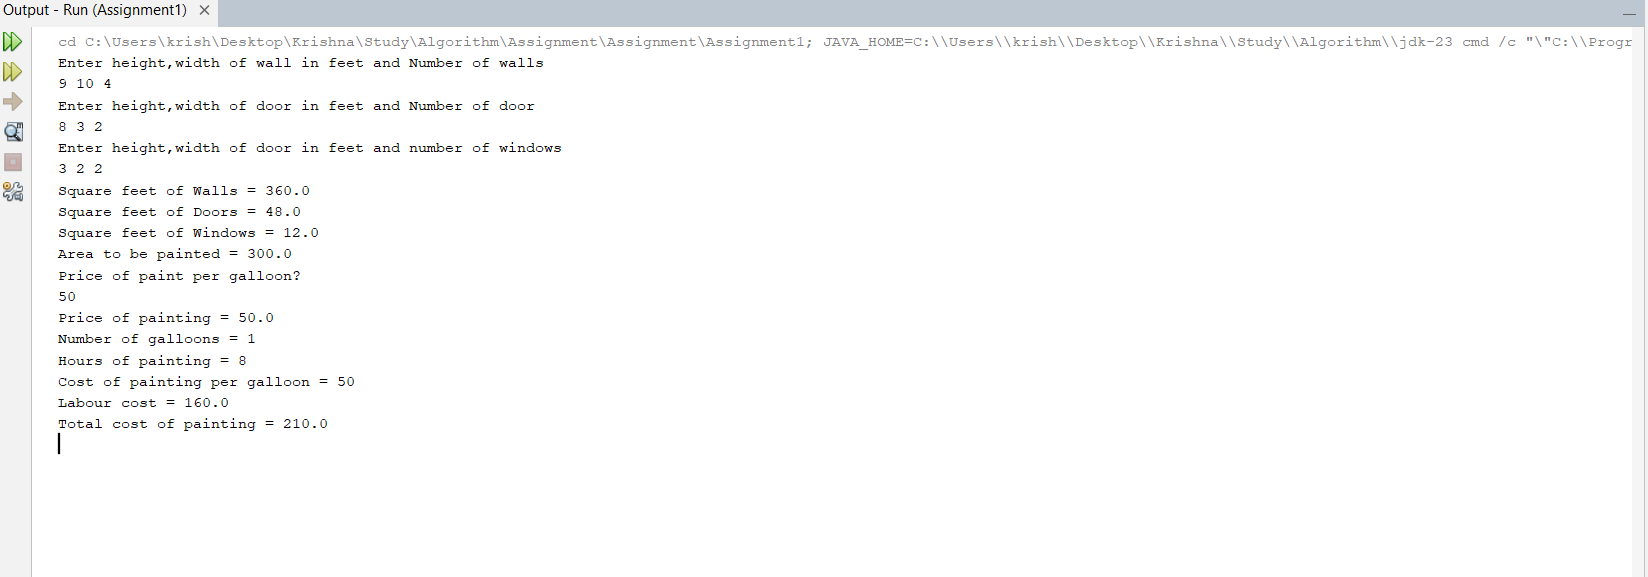 Output - Run (Assignment1) ×
cd C:\Users\krish\Desktop\Krishna\Study\Algorithm\Assignment\Assignment\Assignment1; JAVA_HOME=C:\\Users\\krish\\Desktop\\Krishna\\Study\\Algorithm\\jdk-23 cmd /c "\"C:\\Progr
Enter height,width of wall in feet and Number of walls
9 10 4
Enter height,width of door in feet and Number of door
8 3 2
Enter height,width of door in feet and number of windows
3 2 2
Square feet of Walls = 360.0
Square feet of Doors = 48.0
Square feet of Windows = 12.0
Area to be painted = 300.0
Price of paint per galloon?
50
Price of painting = 50.0
Number of galloons = 1
Hours of painting = 8
Cost of painting per galloon = 50
Labour cost = 160.0
Total cost of painting = 210.0